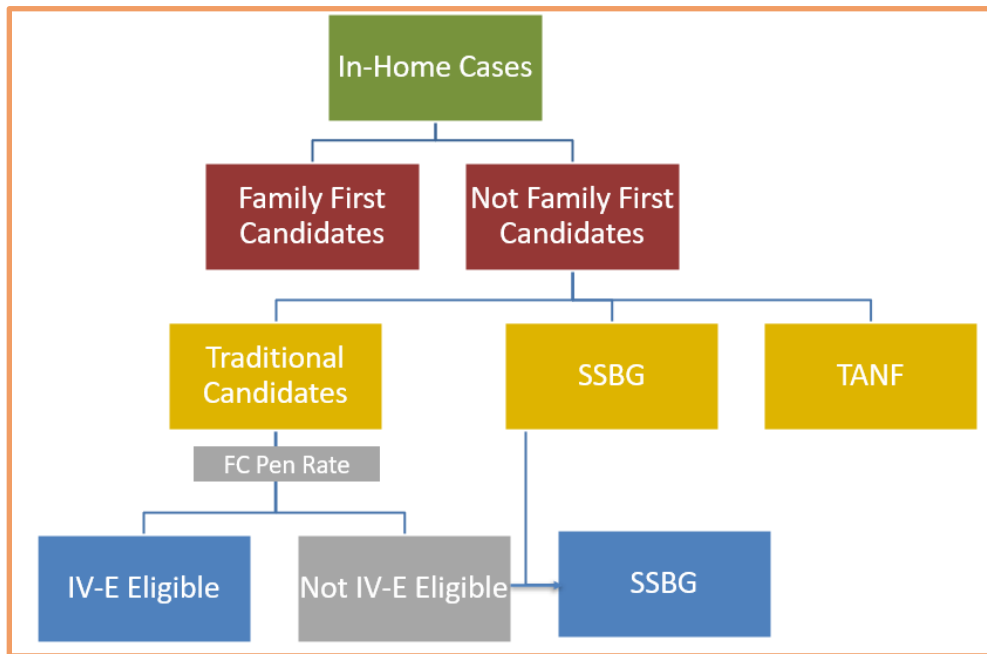 In-Home Cases
Family First
Candidates
Not Family First
Candidates
Traditional
Candidates
SSBG
TANF
FC Pen Rate
IV-E Eligible
Not IV-E Eligible
SSBG